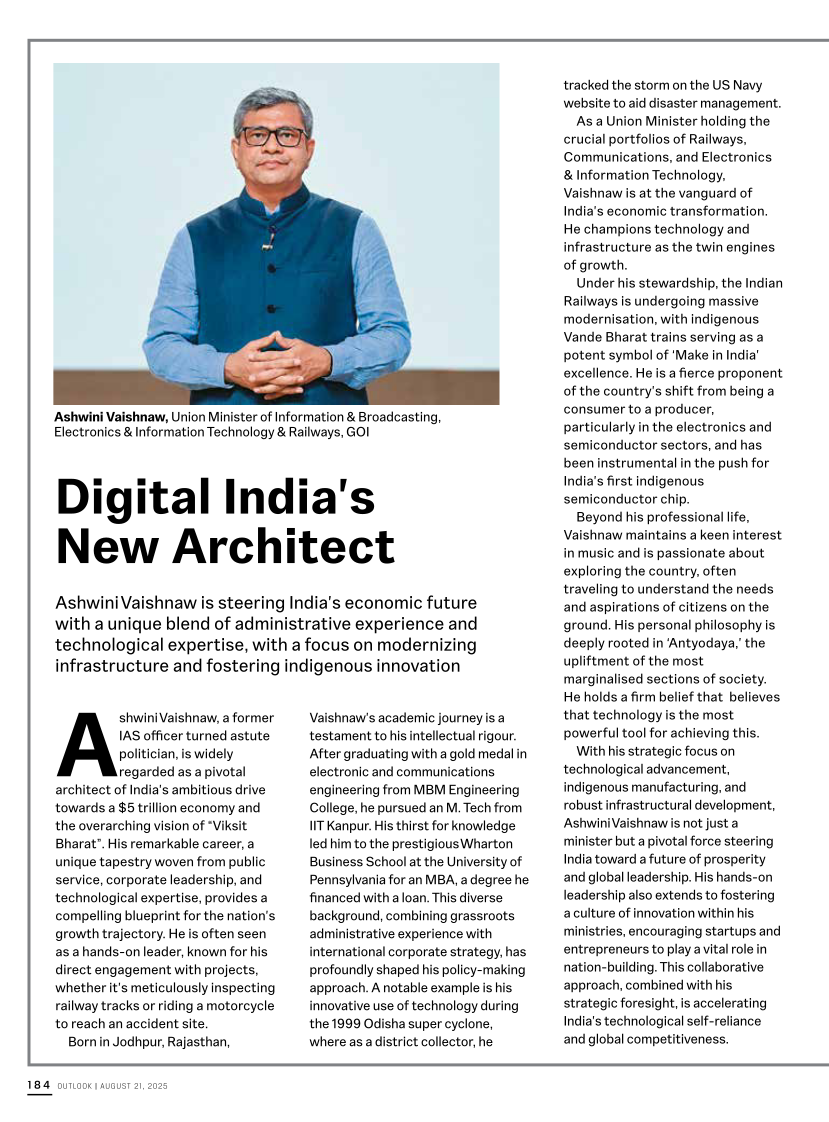 Ashwini Vaishnaw, Union Minister of Information & Broadcasting,
Electronics & Information Technology & Railways, GOI
Digital India's
New Architect
Ashwini Vaishnaw is steering India's economic future
with a unique blend of administrative experience and
technological expertise, with a focus on modernizing
infrastructure and fostering indigenous innovation
Ashwini Vaishnaw, a former
IAS officer turned astute
politician, is widely
regarded as a pivotal
architect of India's ambitious drive
towards a $5 trillion economy and
the overarching vision of "Viksit
Bharat". His remarkable career, a
unique tapestry woven from public
service, corporate leadership, and
technological expertise, provides a
compelling blueprint for the nation's
growth trajectory. He is often seen
as a hands-on leader, known for his
direct engagement with projects,
whether it's meticulously inspecting
railway tracks or riding a motorcycle
to reach an accident site.
Born in Jodhpur, Rajasthan,
Vaishnaw's academic journey is a
testament to his intellectual rigour.
After graduating with a gold medal in
electronic and communications
engineering from MBM Engineering
College, he pursued an M. Tech from
IIT Kanpur. His thirst for knowledge
led him to the prestigious Wharton
Business School at the University of
Pennsylvania for an MBA, a degree he
financed with a loan. This diverse
background, combining grassroots
administrative experience with
international corporate strategy, has
profoundly shaped his policy-making
approach. A notable example is his
innovative use of technology during
the 1999 Odisha super cyclone,
where as a district collector, he
tracked the storm on the US Navy
website to aid disaster management.
As a Union Minister holding the
crucial portfolios of Railways,
Communications, and Electronics
& Information Technology,
Vaishnaw is at the vanguard of
India's economic transformation.
He champions technology and
infrastructure as the twin engines
of growth.
Under his stewardship, the Indian
Railways is undergoing massive
modernisation, with indigenous
Vande Bharat trains serving as a
potent symbol of 'Make in India'
excellence. He is a fierce proponent
of the country's shift from being a
consumer to a producer,
particularly in the electronics and
semiconductor sectors, and has
been instrumental in the push for
India's first indigenous
semiconductor chip.
Beyond his professional life,
Vaishnaw maintains a keen interest
in music and is passionate about
exploring the country, often
traveling to understand the needs
and aspirations of citizens on the
ground. His personal philosophy is
deeply rooted in 'Antyodaya,' the
upliftment of the most
marginalised sections of society.
He holds a firm belief that believes
that technology is the most
powerful tool for achieving this.
With his strategic focus on
technological advancement,
indigenous manufacturing, and
robust infrastructural development,
Ashwini Vaishnaw is not just a
minister but a pivotal force steering
India toward a future of prosperity
and global leadership. His hands-on
leadership also extends to fostering
a culture of innovation within his
ministries, encouraging startups and
entrepreneurs to play a vital role in
nation-building. This collaborative
approach, combined with his
strategic foresight, is accelerating
India's technological self-reliance
and global competitiveness.
184 OUTLOOK | AUGUST 21, 2025